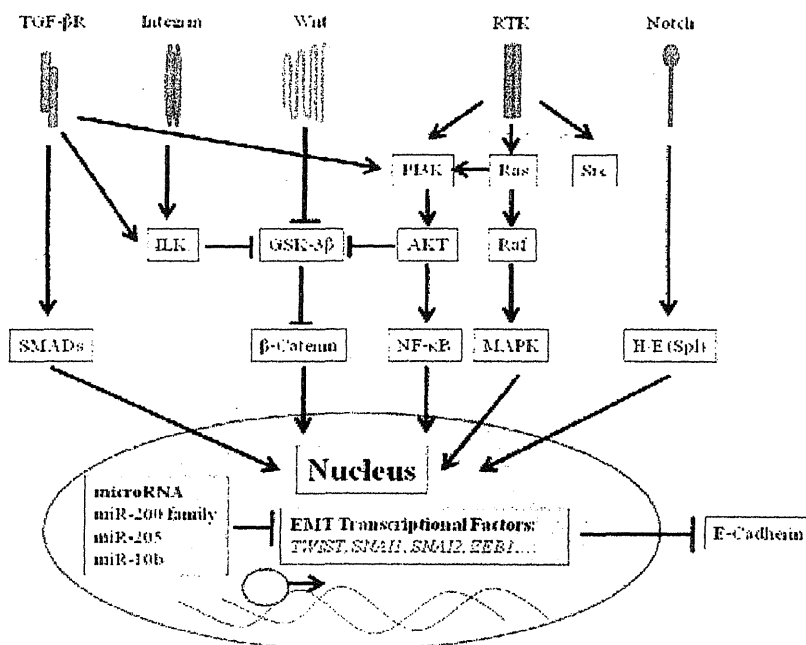 TGF-βR
Integrin
Wnt
RTK
Notch
PI3K
Ras
Src
ILK
GSK-3β
AKT
Raf
SMADs
β-Catenin
NF-κB
MAPK
H-E (Spl)
Nucleus
microRNA
miR-200 family
miR-205
miR-10b
EMT Transcriptional Factors:
TWIST, SNAI1, SNAI2, ZEB1....
E-Cadherin